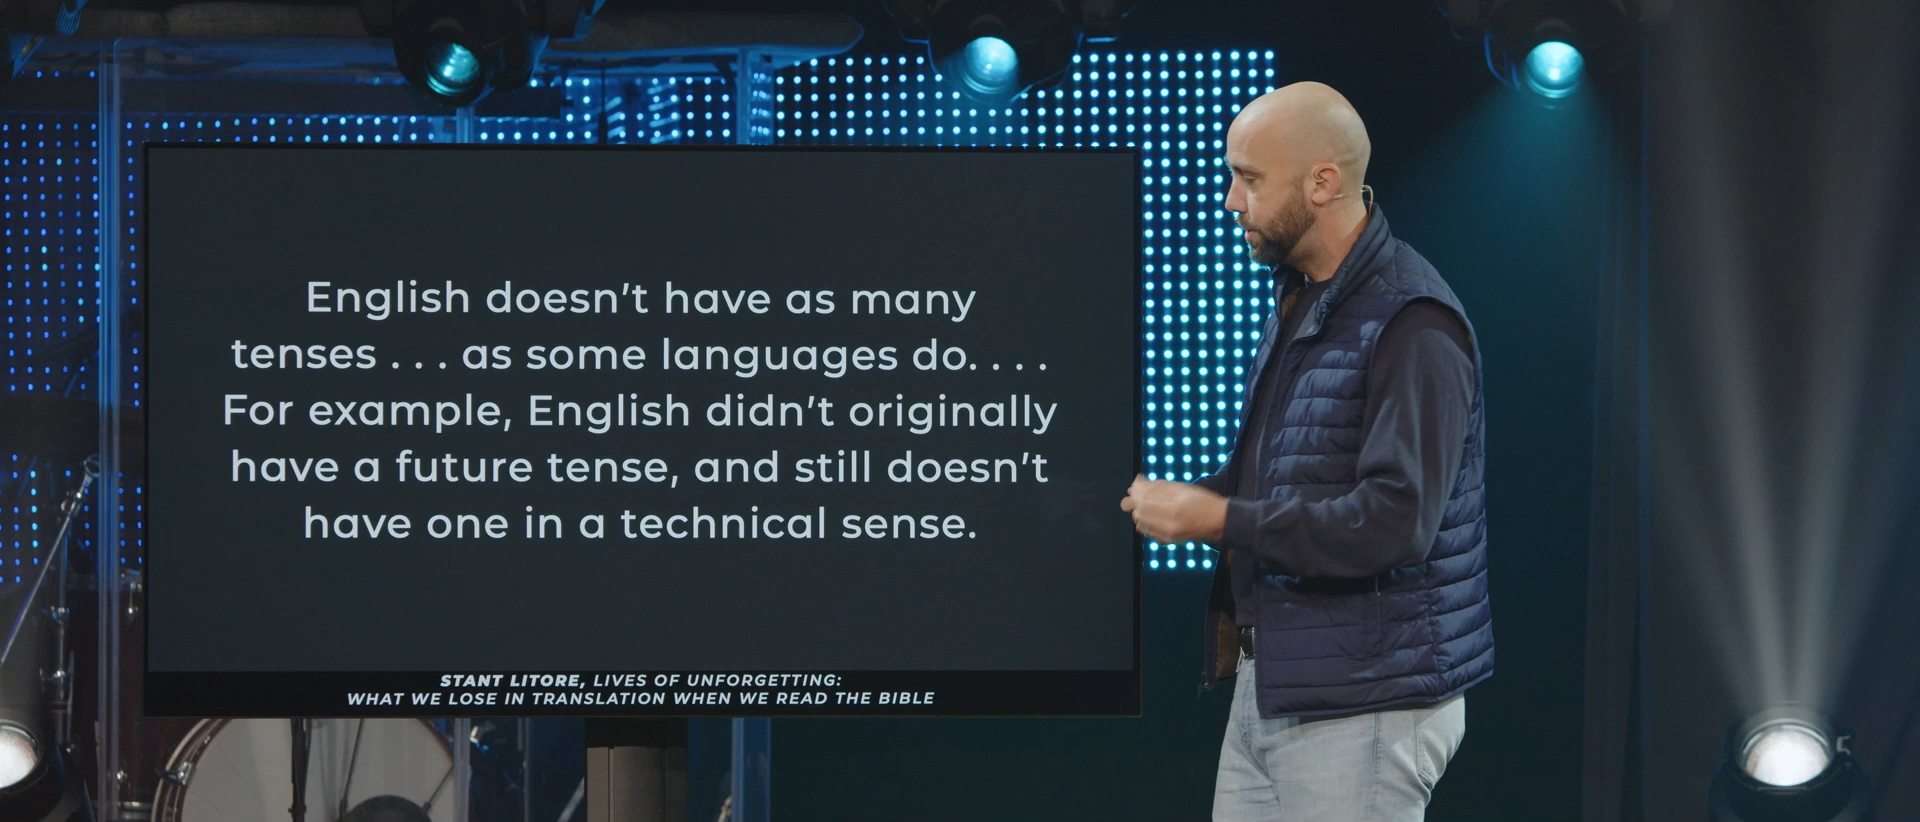 English doesn't have as many
tenses . . . as some languages do. . . .
For example, English didn't originally
have a future tense, and still doesn't
have one in a technical sense.
STANT LITORE, LIVES OF UNFORGETTING:
WHAT WE LOSE IN TRANSLATION WHEN WE READ THE BIBLE